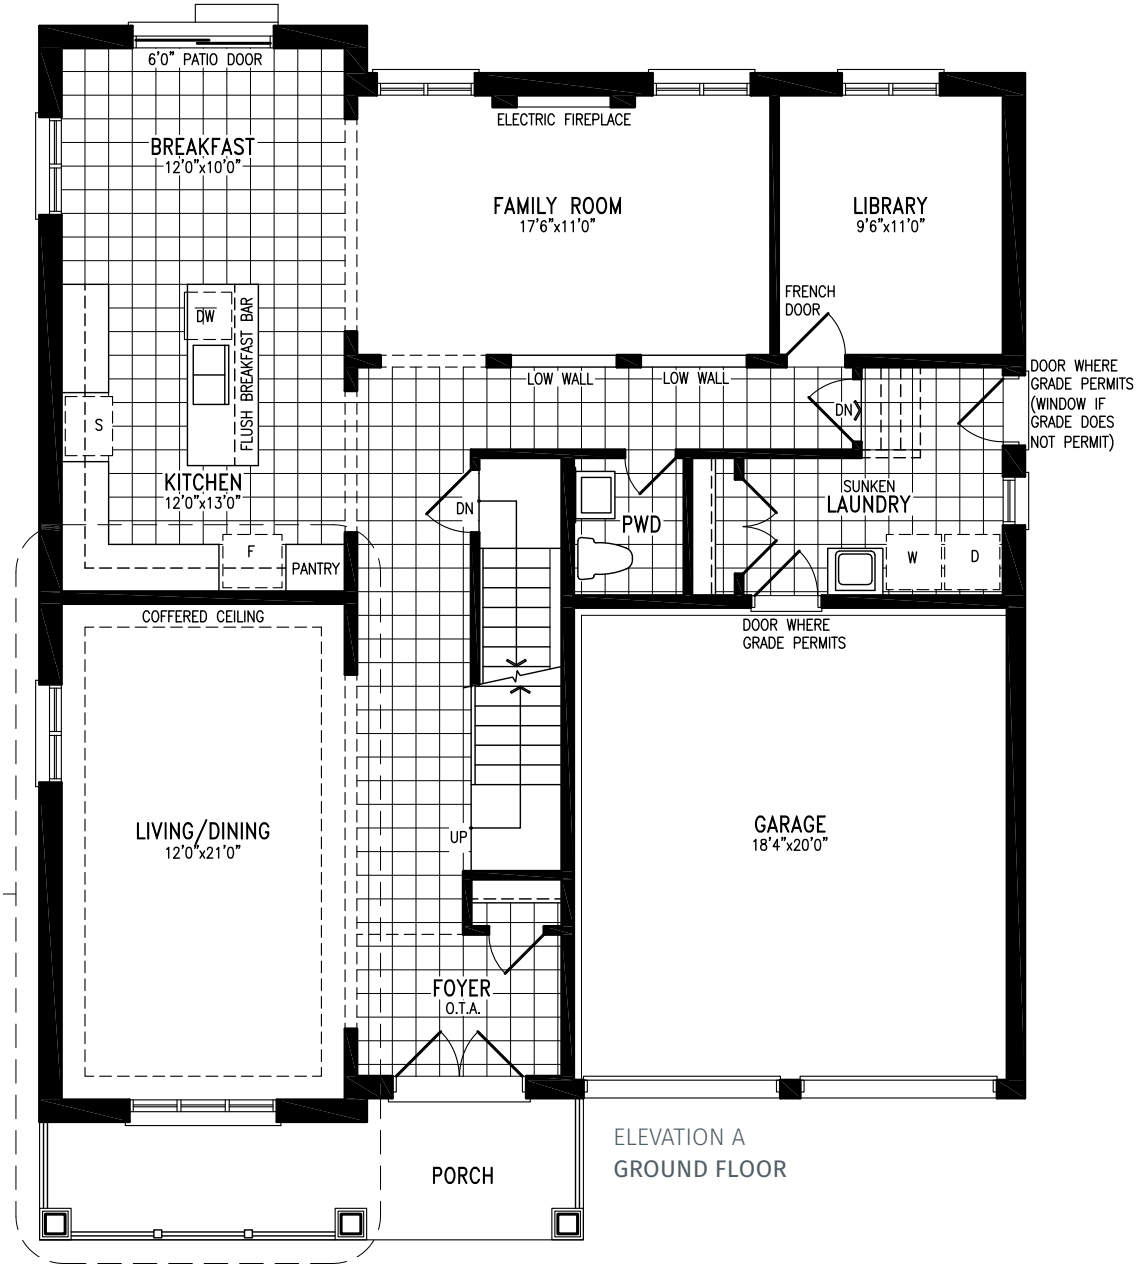 6'0" PATIO DOOR
BREAKFAST
12'0"x10'0"
ELECTRIC FIREPLACE
FAMILY ROOM
17'6"x11'0"
LIBRARY
9'6"x11'0"
FRENCH
DOOR
DW
FLUSH BREAKFAST BAR
S
LOW WALL
LOW WALL
DN
DOOR WHERE
GRADE PERMITS
(WINDOW IF
GRADE DOES
NOT PERMIT)
KITCHEN
12'0"x13'0"
DN
PWD
SUNKEN
LAUNDRY
F
PANTRY
W
D
COFFERED CEILING
DOOR WHERE
GRADE PERMITS
LIVING/DINING
12'0"x21'0"
UP
GARAGE
18'4"x20'0"
FOYER
O.T.A.
PORCH
ELEVATION A
GROUND FLOOR